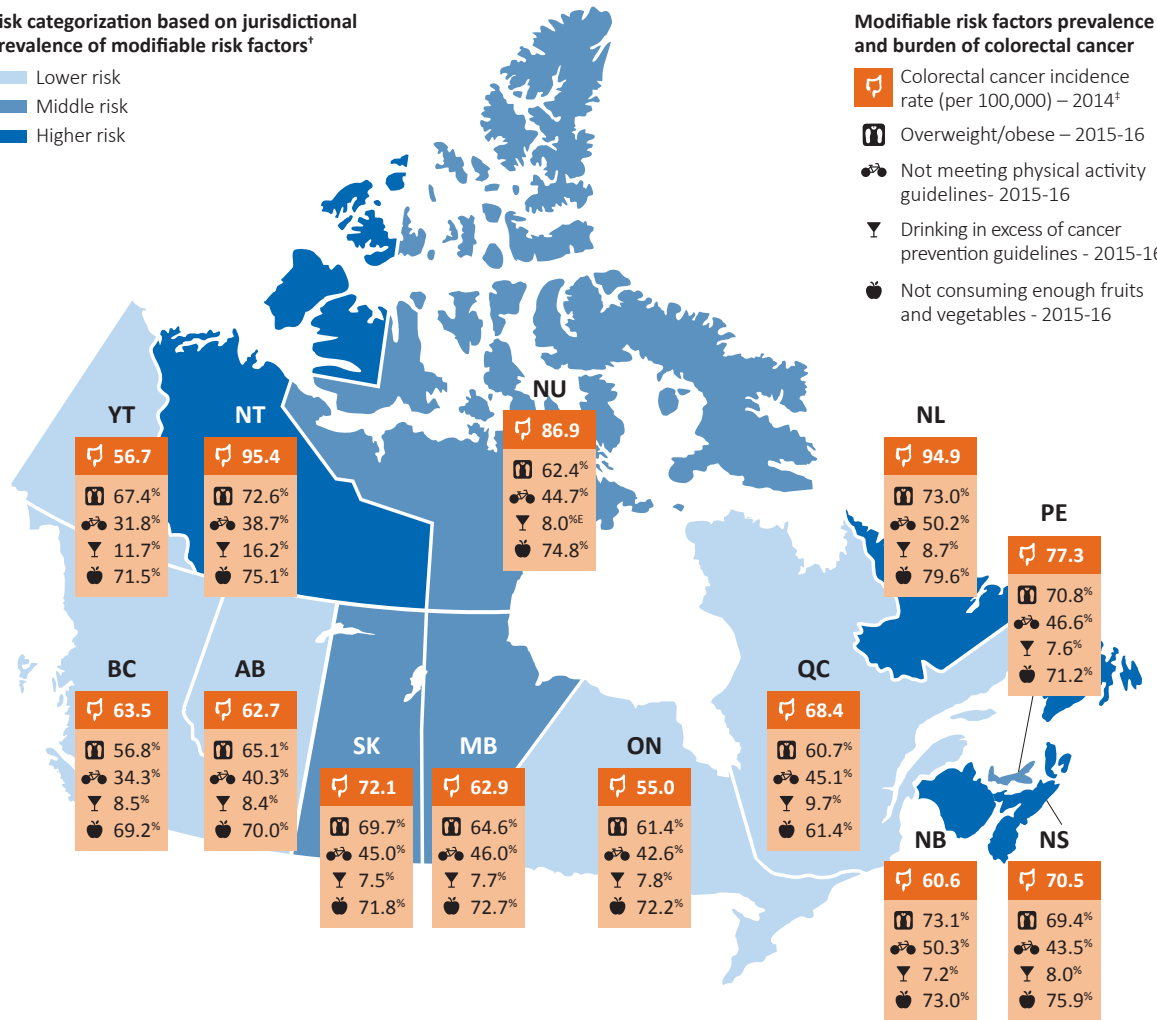 isk categorization based on jurisdictional
revalence of modifiable risk factors†
Lower risk
Middle risk
Higher risk
Modifiable risk factors prevalence
and burden of colorectal cancer
Colorectal cancer incidence
rate (per 100,000) – 2014‡
Overweight/obese – 2015-16
Not meeting physical activity
guidelines- 2015-16
Drinking in excess of cancer
prevention guidelines - 2015-16
Not consuming enough fruits
and vegetables - 2015-16
YT
56.7
67.4%
31.8%
11.7%
71.5%
NT
95.4
72.6%
38.7%
16.2%
75.1%
NU
86.9
62.4%
44.7%
8.0%E
74.8%
NL
94.9
73.0%
50.2%
8.7%
79.6%
PE
77.3
70.8%
46.6%
7.6%
71.2%
BC
63.5
56.8%
34.3%
8.5%
69.2%
AB
62.7
65.1%
40.3%
8.4%
70.0%
SK
72.1
69.7%
45.0%
7.5%
71.8%
MB
62.9
64.6%
46.0%
7.7%
72.7%
ON
55.0
61.4%
42.6%
7.8%
72.2%
QC
68.4
60.7%
45.1%
9.7%
61.4%
NB
60.6
73.1%
50.3%
7.2%
73.0%
NS
70.5
69.4%
43.5%
8.0%
75.9%